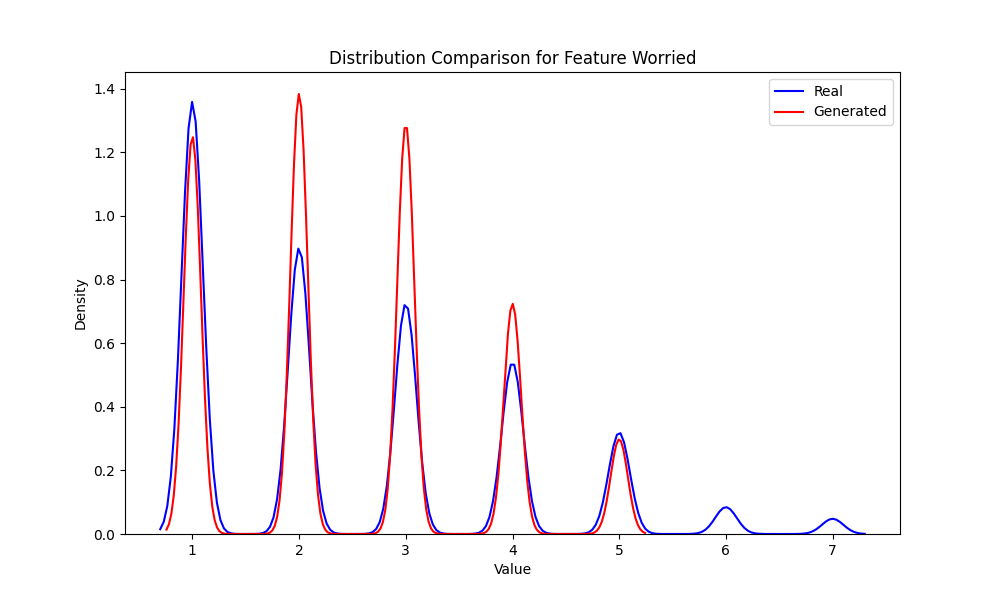 Distribution Comparison for Feature Worried
Real
Generated
Density
1.4
1.2
1.0
0.8
0.6
0.4
0.2
0.0
1 2 3 4 5 6 7
Value